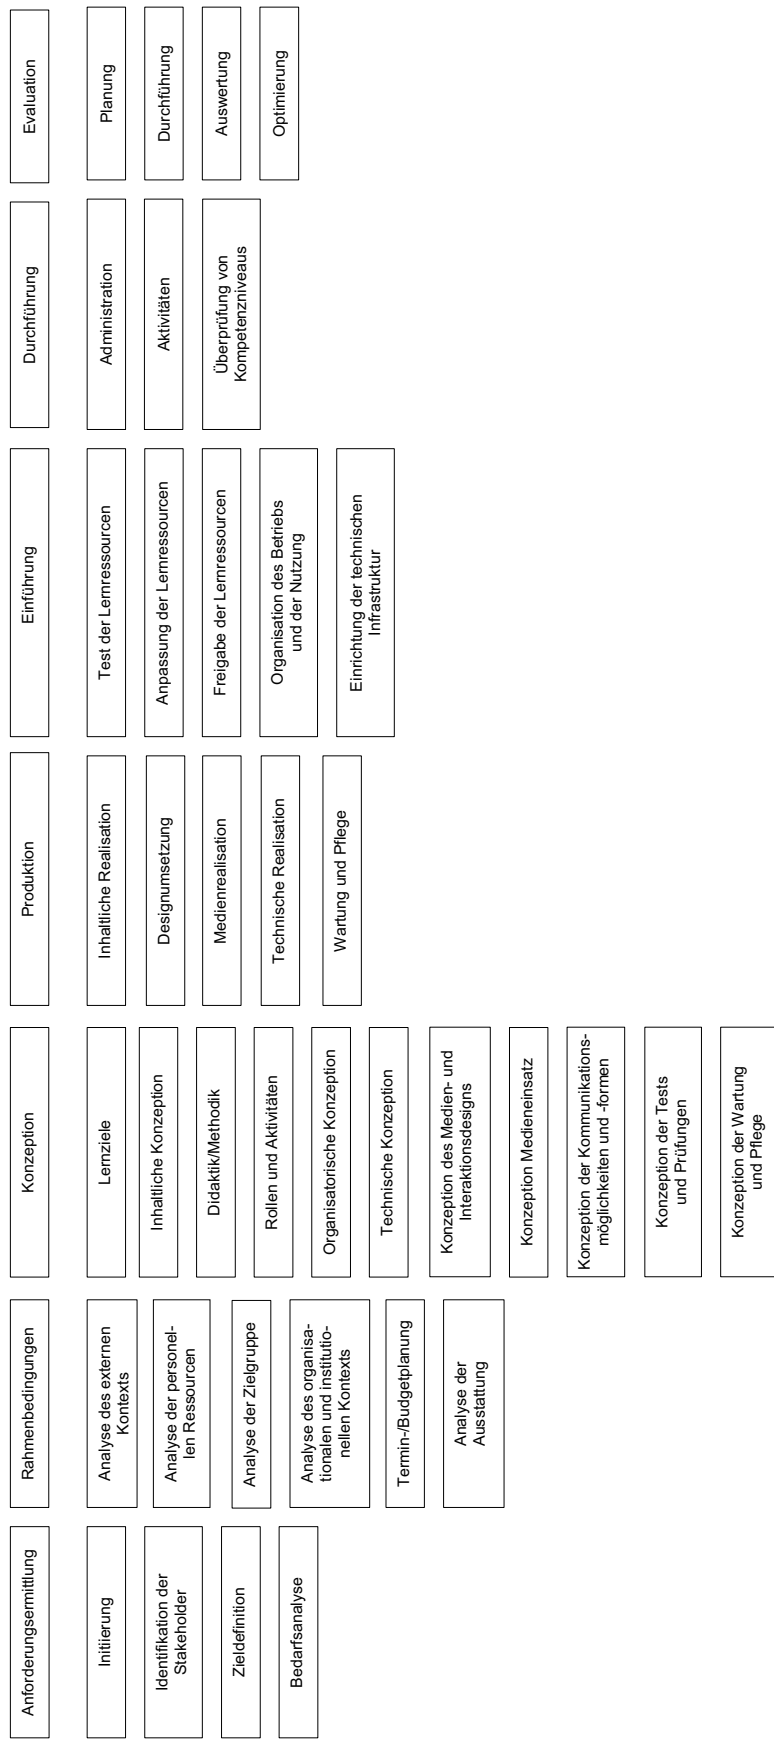 Anforderungsermittlung
Initiierung
Identifikation der
Stakeholder
Zieldefinition
Bedarfsanalyse
Rahmenbedingungen
Analyse des externen
Kontexts
Analyse der personel-
len Ressourcen
Analyse der Zielgruppe
Analyse des organisa-
tionalen und institutio-
nellen Kontexts
Termin-/Budgetplanung
Analyse der
Ausstattung
Konzeption
Lernziele
Inhaltliche Konzeption
Didaktik/Methodik
Rollen und Aktivitäten
Organisatorische Konzeption
Technische Konzeption
Konzeption des Medien- und
Interaktionsdesigns
Konzeption Medieneinsatz
Konzeption der Kommunikations-
möglichkeiten und -formen
Konzeption der Tests
und Prüfungen
Konzeption der Wartung
und Pflege
Produktion
Inhaltliche Realisation
Designumsetzung
Medienrealisation
Technische Realisation
Wartung und Pflege
Einführung
Test der Lernressourcen
Anpassung der Lernressourcen
Freigabe der Lernressourcen
Organisation des Betriebs
und der Nutzung
Einrichtung der technischen
Infrastruktur
Durchführung
Administration
Aktivitäten
Überprüfung von
Kompetenzniveaus
Evaluation
Planung
Durchführung
Auswertung
Optimierung